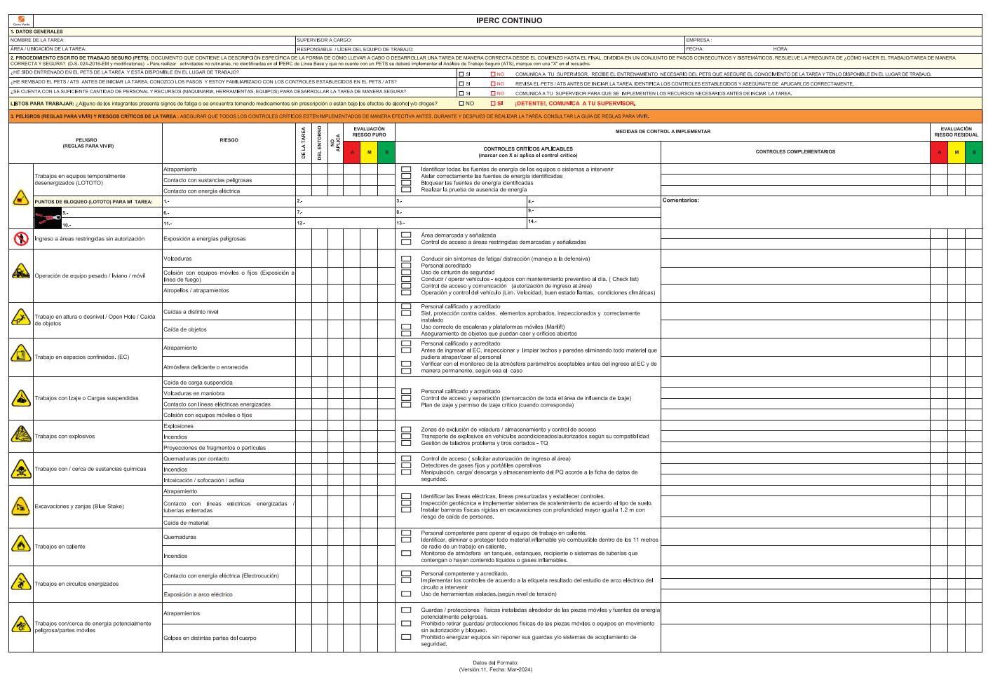 Cerro Verde
IPERC CONTINUO
1. DATOS GENERALES
NOMBRE DE LA TAREA:
SUPERVISOR A CARGO:
EMPRESA :
ÁREA / UBICACIÓN DE LA TAREA:
RESPONSABLE / LÍDER DEL EQUIPO DE TRABAJO:
FECHA:
HORA:
2. PROCEDIMIENTO ESCRITO DE TRABAJO SEGURO (PETS): DOCUMENTO QUE CONTIENE LA DESCRIPCIÓN ESPECÍFICA DE LA FORMA DE CÓMO LLEVAR A CABO O DESARROLLAR UNA TAREA DE MANERA CORRECTA DESDE EL COMIENZO HASTA EL FINAL, DIVIDIDA EN UN CONJUNTO DE PASOS CONSECUTIVOS Y SISTEMÁTICOS. RESUELVE LA PREGUNTA DE ¿CÓMO HACER EL TRABAJO/TAREA DE MANERA
CORRECTA Y SEGURA? (D.S. 024-2016-EM y modificatorias) - Para realizar actividades no rutinarias, no identificadas en el IPERC de Línea Base y que no cuente con un PETS se deberá implementar el Análisis de Trabajo Seguro (ATS), marque con una "X" en el recuadro.
¿HE SIDO ENTRENADO EN EL PETS DE LA TAREA Y ESTÁ DISPONIBLE EN EL LUGAR DE TRABAJO?
SI
NO
COMUNICA A TU SUPERVISOR, RECIBE EL ENTRENAMIENTO NECESARIO DEL PETS QUE ASEGURE EL CONOCIMIENTO DE LA TAREA Y TENLO DISPONIBLE EN EL LUGAR DE TRABAJO.
¿HE REVISADO EL PETS / ATS ANTES DE INICIAR LA TAREA, CONOZCO LOS PASOS Y ESTOY FAMILIARIZADO CON LOS CONTROLES ESTABLECIDOS EN EL PETS / ATS?
SI
NO
REVISA EL PETS / ATS ANTES DE INICIAR LA TAREA, IDENTIFICA LOS CONTROLES ESTABLECIDOS Y ASEGÚRATE DE APLICARLOS CORRECTAMENTE.
¿SE CUENTA CON LA SUFICIENTE CANTIDAD DE PERSONAL Y RECURSOS (MAQUINARIA, HERRAMIENTAS, EQUIPOS) PARA DESARROLLAR LA TAREA DE MANERA SEGURA?
SI
NO
COMUNICA A TU SUPERVISOR PARA QUE SE IMPLEMENTEN LOS RECURSOS NECESARIOS ANTES DE INICIAR LA TAREA.
LISTOS PARA TRABAJAR: ¿Alguno de los integrantes presenta signos de fatiga o se encuentra tomando medicamentos sin prescripción o están bajo los efectos de alcohol y/o drogas?
NO
SI
¡DETENTE!, COMUNICA A TU SUPERVISOR.
3. PELIGROS (REGLAS PARA VIVIR) Y RIESGOS CRÍTICOS DE LA TAREA : ASEGURAR QUE TODOS LOS CONTROLES CRÍTICOS ESTÉN IMPLEMENTADOS DE MANERA EFECTIVA ANTES, DURANTE Y DESPUES DE REALIZAR LA TAREA. CONSULTAR LA GUÍA DE REGLAS PARA VIVIR.
PELIGRO
(REGLAS PARA VIVIR)
RIESGO
DE LA TAREA
DEL ENTORNO
NO
APLICA
EVALUACIÓN
RIESGO PURO
A
M
B
MEDIDAS DE CONTROL A IMPLEMENTAR
CONTROLES CRÍTICOS APLICABLES
(marcar con X si aplica el control crítico)
CONTROLES COMPLEMENTARIOS
EVALUACIÓN
RIESGO RESIDUAL
A
M
B
Trabajos en equipos temporalmente
desenergizados (LOTOTO)
Atrapamiento
Contacto con sustancias peligrosas
Contacto con energía eléctrica
Identificar todas las fuentes de energía de los equipos o sistemas a intervenir
Aislar correctamente las fuentes de energía identificadas
Bloquear las fuentes de energía identificadas
Realizar la prueba de ausencia de energía
PUNTOS DE BLOQUEO (LOTOTO) PARA MI TAREA:
1.-
2.-
3.-
4.-
Comentarios:
5.-
6.-
7.-
8.-
9.-
10.-
11.-
12.-
13.-
14.-
Ingreso a áreas restringidas sin autorización
Exposición a energías peligrosas
Área demarcada y señalizada
Control de acceso a áreas restringidas demarcadas y señalizadas
Operación de equipo pesado / liviano / móvil
Volcaduras
Colisión con equipos móviles o fijos (Exposición a
línea de fuego)
Atropellos / atrapamientos
Conducir sin síntomas de fatiga/ distracción (manejo a la defensiva)
Personal acreditado
Uso de cinturón de seguridad
Conducir / operar vehículos - equipos con mantenimiento preventivo al día. ( Check list)
Control de acceso y comunicación (autorización de ingreso al área)
Operación y control del vehículo (Lim. Velocidad, buen estado llantas, condiciones climáticas)
Trabajo en altura o desnivel / Open Hole / Caída
de objetos
Caídas a distinto nivel
Caída de objetos
Personal calificado y acreditado
Sist. protección contra caídas, elementos aprobados, inspeccionados y correctamente
instalado
Uso correcto de escaleras y plataformas móviles (Manlift)
Aseguramiento de objetos que puedan caer y orificios abiertos
Trabajo en espacios confinados. (EC)
Atrapamiento
Atmósfera deficiente o enrarecida
Personal calificado y acreditado
Antes de ingresar al EC, inspeccionar y limpiar techos y paredes eliminando todo material que
pudiera atrapar/caer al personal
Verificar con el monitoreo de la atmósfera parámetros aceptables antes del ingreso al EC y de
manera permanente, según sea el caso
Trabajos con Izaje o Cargas suspendidas
Caída de carga suspendida
Volcaduras en maniobra
Contacto con líneas eléctricas energizadas
Colisión con equipos móviles o fijos
Personal calificado y acreditado
Control de acceso y separación (demarcación de toda el área de influencia de Izaje)
Plan de izaje y permiso de izaje crítico (cuando corresponda)
Trabajos con explosivos
Explosiones
Incendios
Proyecciones de fragmentos o partículas
Zonas de exclusión de voladura / almacenamiento y control de acceso
Transporte de explosivos en vehículos acondicionados/autorizados según su compatibilidad
Gestión de taladros problema y tiros cortados - TQ
Trabajos con / cerca de sustancias químicas
Quemaduras por contacto
Incendios
Intoxicación / sofocación / asfixia
Control de acceso ( solicitar autorización de ingreso al área)
Detectores de gases fijos y portátiles operativos
Manipulación, carga/ descarga y almacenamiento del PQ acorde a la ficha de datos de
seguridad.
Excavaciones y zanjas (Blue Stake)
Atrapamiento
Contacto con líneas eléctricas energizadas /
tuberías enterradas
Caída de material
Identificar las líneas eléctricas, líneas presurizadas y establecer controles.
Inspección geotécnica e implementar sistemas de sostenimiento de acuerdo al tipo de suelo.
Instalar barreras físicas rígidas en excavaciones con profundidad mayor igual a 1.2 m con
riesgo de caída de personas.
Trabajos en caliente
Quemaduras
Incendios
Personal competente para operar el equipo de trabajo en caliente.
Identificar, eliminar o proteger todo material inflamable y/o combustible dentro de los 11 metros
de radio de un trabajo en caliente.
Monitoreo de atmósfera en tanques, estanques, recipiente o sistemas de tuberías que
contengan o hayan contenido líquidos o gases inflamables.
Trabajos en circuitos energizados
Contacto con energía eléctrica (Electrocución)
Exposición a arco eléctrico
Personal competente y acreditado.
Implementar los controles de acuerdo a la etiqueta resultado del estudio de arco eléctrico del
circuito a intervenir
Uso de herramientas aisladas.(según nivel de tensión)
Trabajos con/cerca de energía potencialmente
peligrosa/partes móviles
Atrapamientos
Golpes en distintas partes del cuerpo
Guardas / protecciones físicas instaladas alrededor de las piezas móviles y fuentes de energía
potencialmente peligrosas.
Prohibido retirar guardas/ protecciones físicas de las piezas móviles o equipos en movimiento
sin autorización y bloqueo.
Prohibido energizar equipos sin reponer sus guardas y/o sistemas de acoplamiento de
seguridad.
Datos del Formato:
(Versión:11, Fecha: Mar-2024)